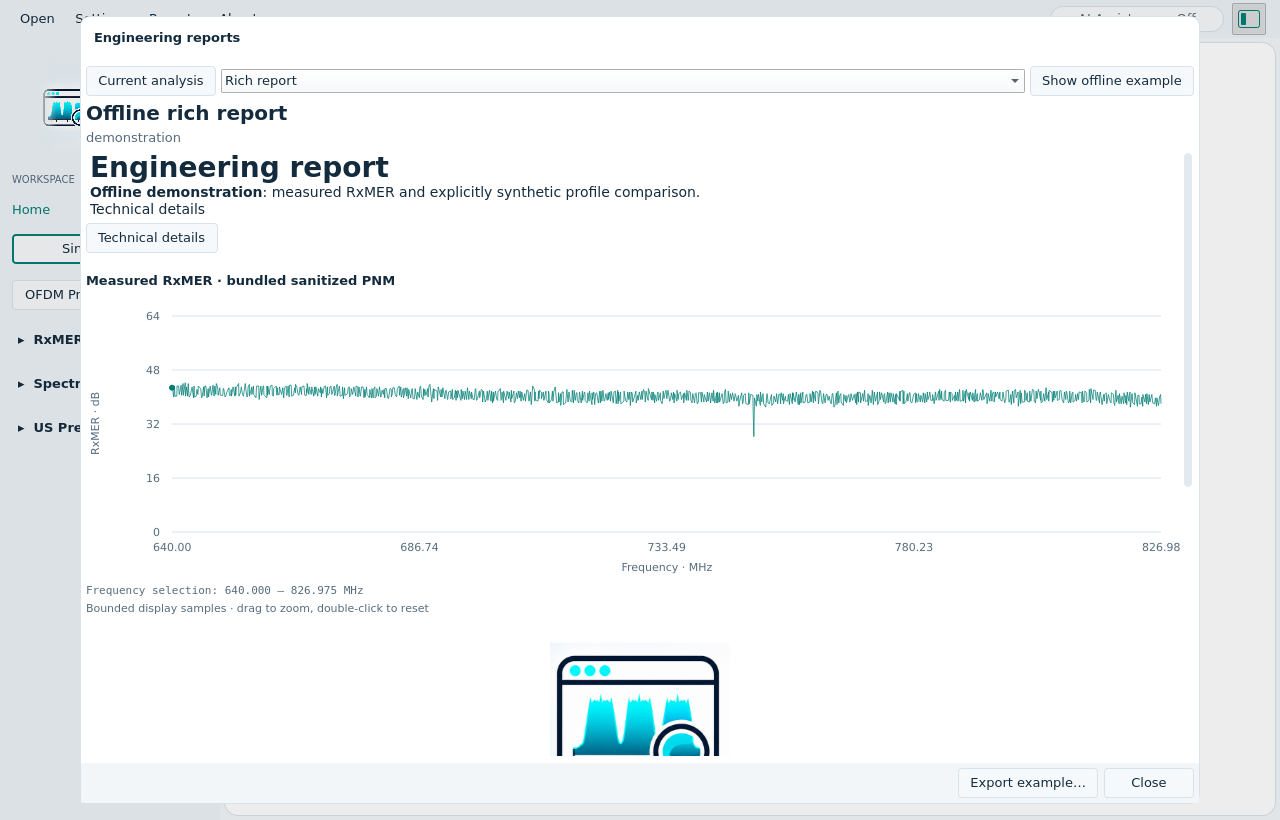 Open
Engineering reports
WORKSPACE
Home
OFDM
RxMER
Current analysis
Rich report
Show offline example
Offline rich report
demonstration
Engineering report
Offline demonstration: measured RxMER and explicitly synthetic profile comparison.
Technical details
Technical details
Measured RxMER · bundled sanitized PNM
64
48
32
16
0
RxMER · dB
640.00 686.74 733.49 780.23 826.98
Frequency · MHz
Frequency selection: 640.000 — 826.975 MHz
Bounded display samples · drag to zoom, double-click to reset
Export example...
Close